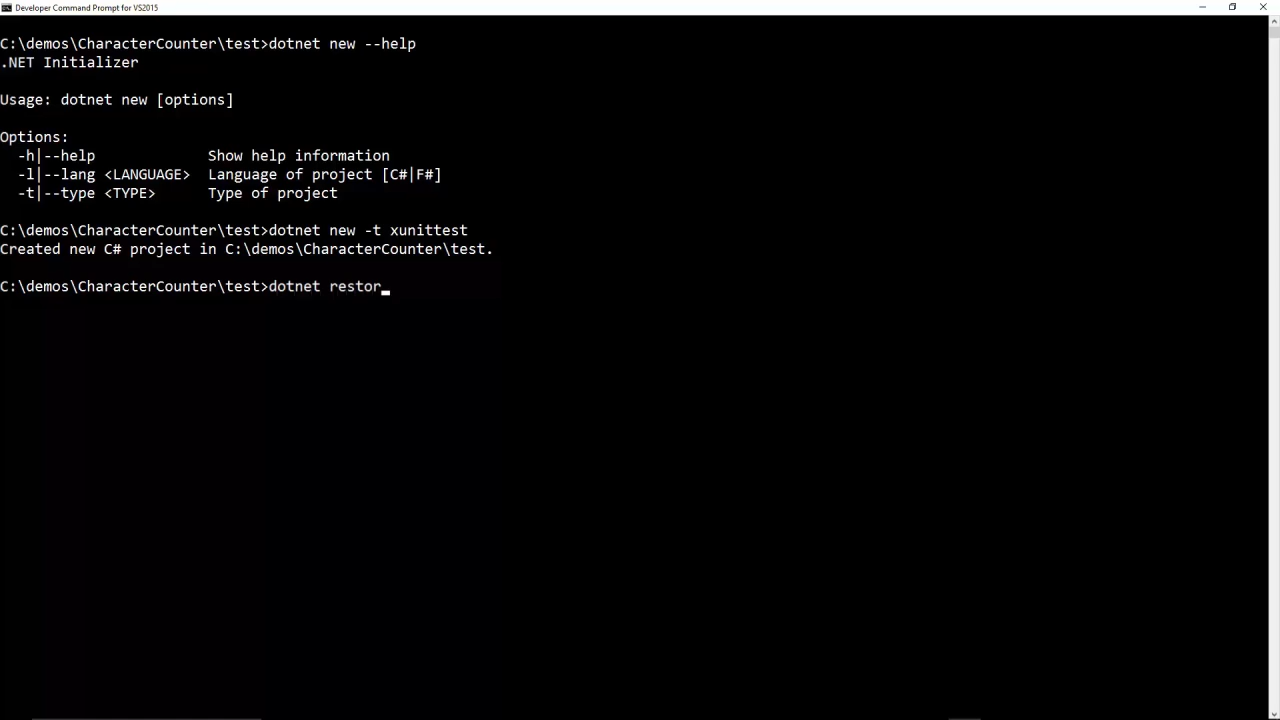 Developer Command Prompt for VS2015
C:\demos\CharacterCounter\test>dotnet new --help
.NET Initializer
Usage: dotnet new [options]
Options:
-h|--help Show help information
-l|--lang <LANGUAGE> Language of project [C#|F#]
-t|--type <TYPE> Type of project
C:\demos\CharacterCounter\test>dotnet new -t xunittest
Created new C# project in C:\demos\CharacterCounter\test.
C:\demos\CharacterCounter\test>dotnet restor_